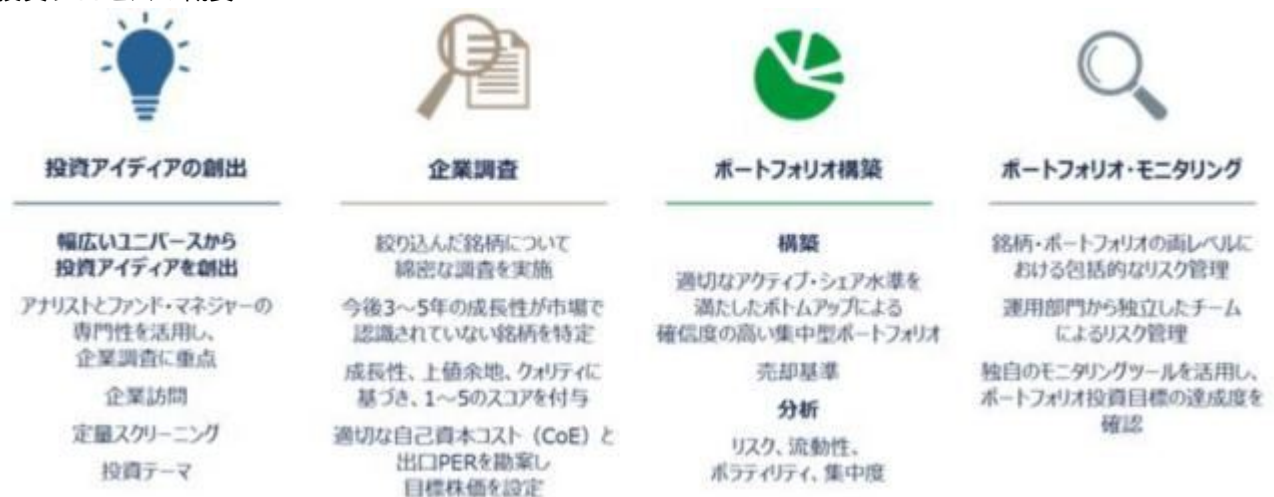 投資アイディアの創出
幅広いユニバースから
投資アイディアを創出
アナリストとファンド・マネジャーの
専門性を活用し、
企業調査に重点
企業訪問
定量スクリーニング
投資テーマ
企業調査
絞り込んだ銘柄について
綿密な調査を実施
今後3～5年の成長性が市場で
認識されていない銘柄を特定
成長性、上値余地、クォリティに
基づき、1～5のスコアを付与
適切な自己資本コスト（CoE）と
出口PERを勘案し
目標株価を設定
ポートフォリオ構築
構築
適切なアクティブ・シェア水準を
満たしたボトムアップによる
確信度の高い集中型ポートフォリオ
売却基準
分析
リスク、流動性、
ボラティリティ、集中度
ポートフォリオ・モニタリング
銘柄・ポートフォリオの両レベルに
おける包括的なリスク管理
運用部門から独立したチーム
によるリスク管理
独自のモニタリングツールを活用し、
ポートフォリオ投資目標の達成度を
確認